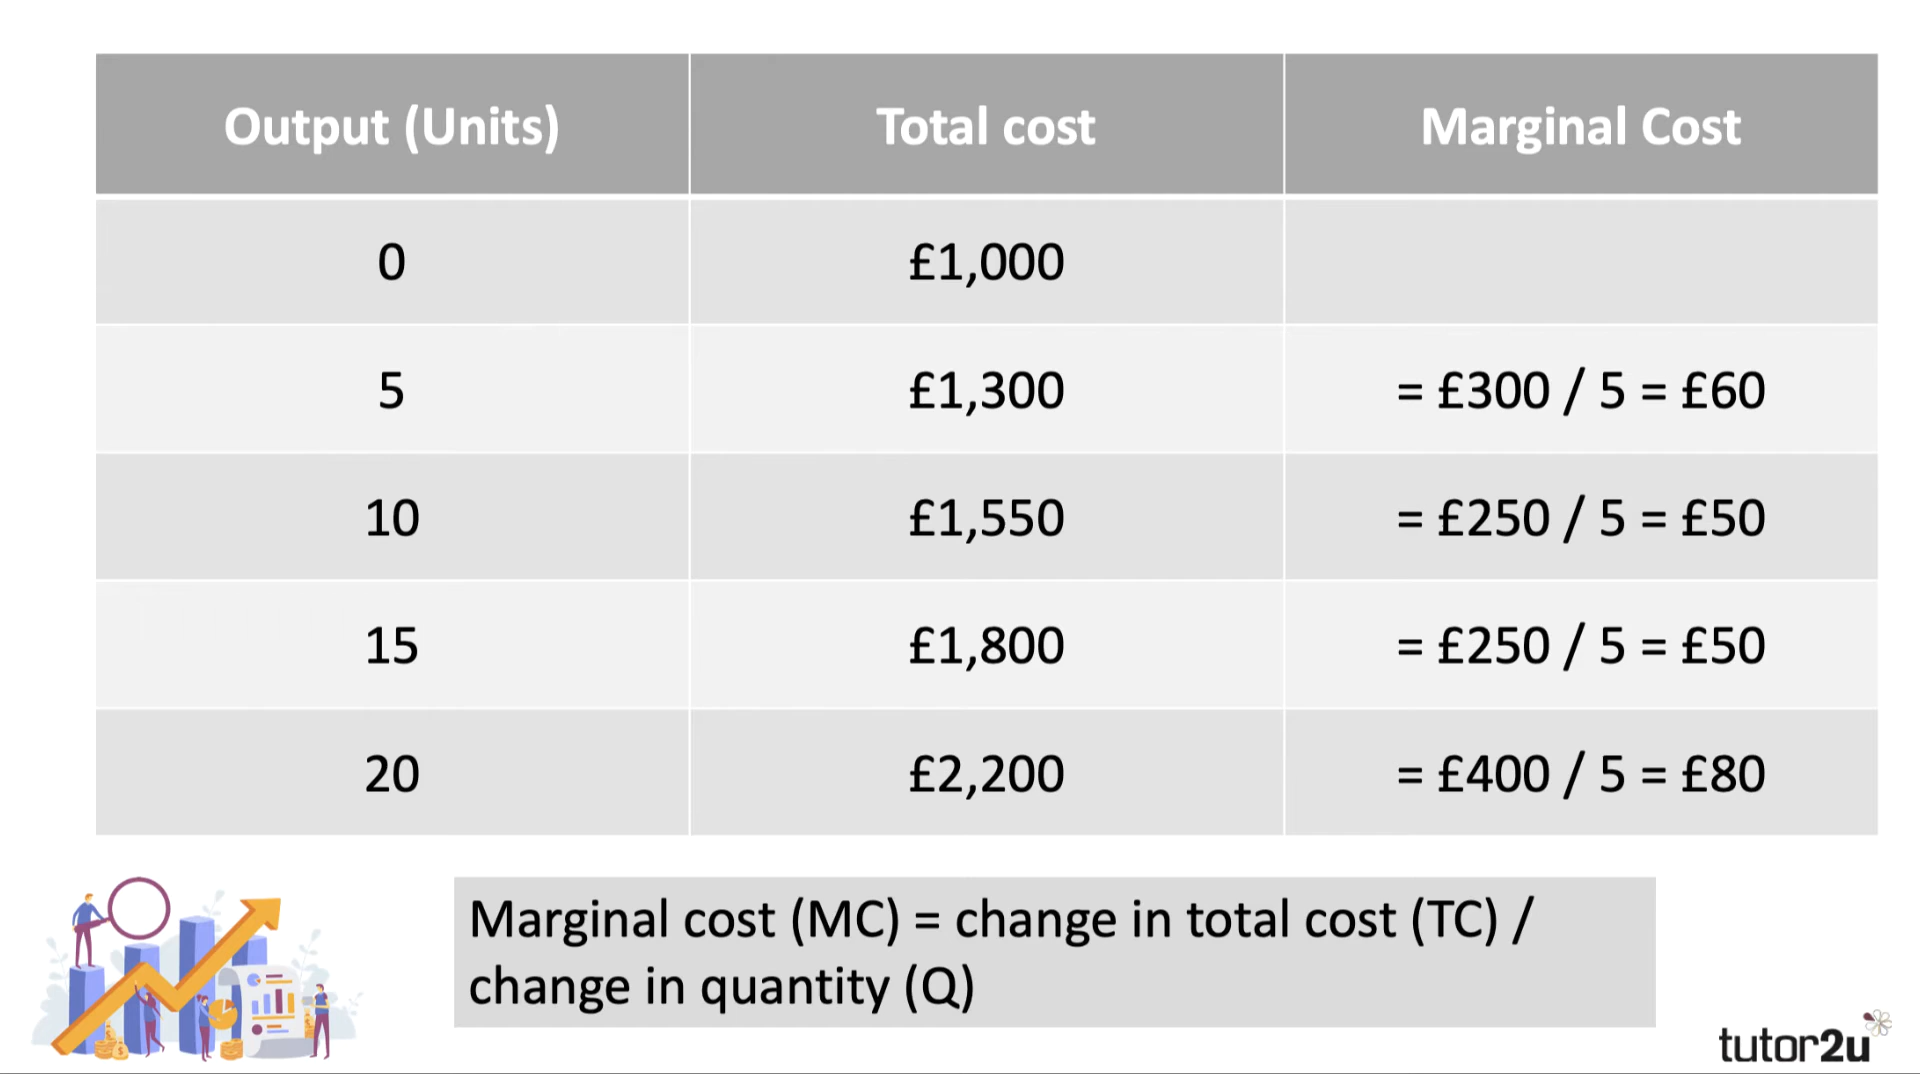 Output (Units) Total cost Marginal Cost
0 £1,000
5 £1,300 = £300 / 5 = £60
10 £1,550 = £250 / 5 = £50
15 £1,800 = £250 / 5 = £50
20 £2,200 = £400 / 5 = £80
Marginal cost (MC) = change in total cost (TC) /
change in quantity (Q)
tutor2u